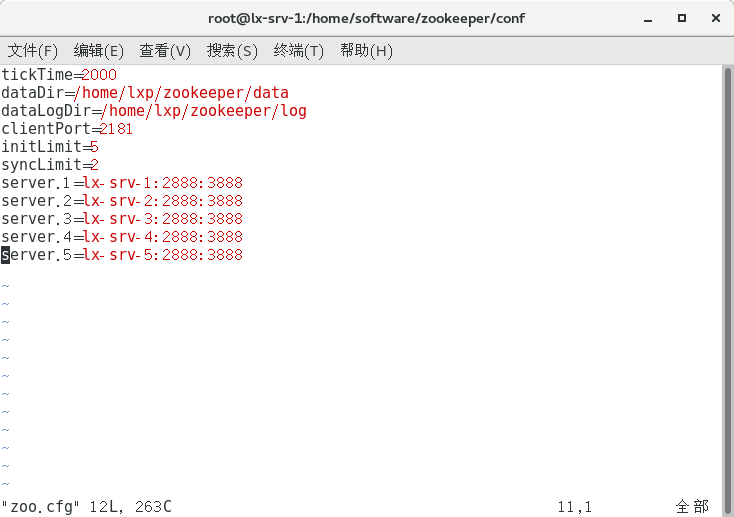 root@lx-srv-1:/home/software/zookeeper/conf
文件(F) 编辑(E) 查看(V) 搜索(S) 终端(T) 帮助(H)
tickTime=2000
dataDir=/home/lxp/zookeeper/data
dataLogDir=/home/lxp/zookeeper/log
clientPort=2181
initLimit=5
syncLimit=2
server.1=lx-srv-1:2888:3888
server.2=lx-srv-2:2888:3888
server.3=lx-srv-3:2888:3888
server.4=lx-srv-4:2888:3888
server.5=lx-srv-5:2888:3888
~
~
~
~
~
~
~
~
~
~
~
~
"zoo.cfg" 12L, 263C 11,1 全部